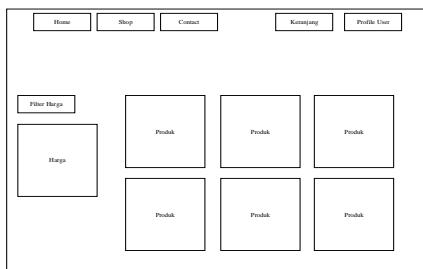 Home
Shop
Contact
Keranjang
Profile User
Filter Harga
Harga
Produk
Produk
Produk
Produk
Produk
Produk